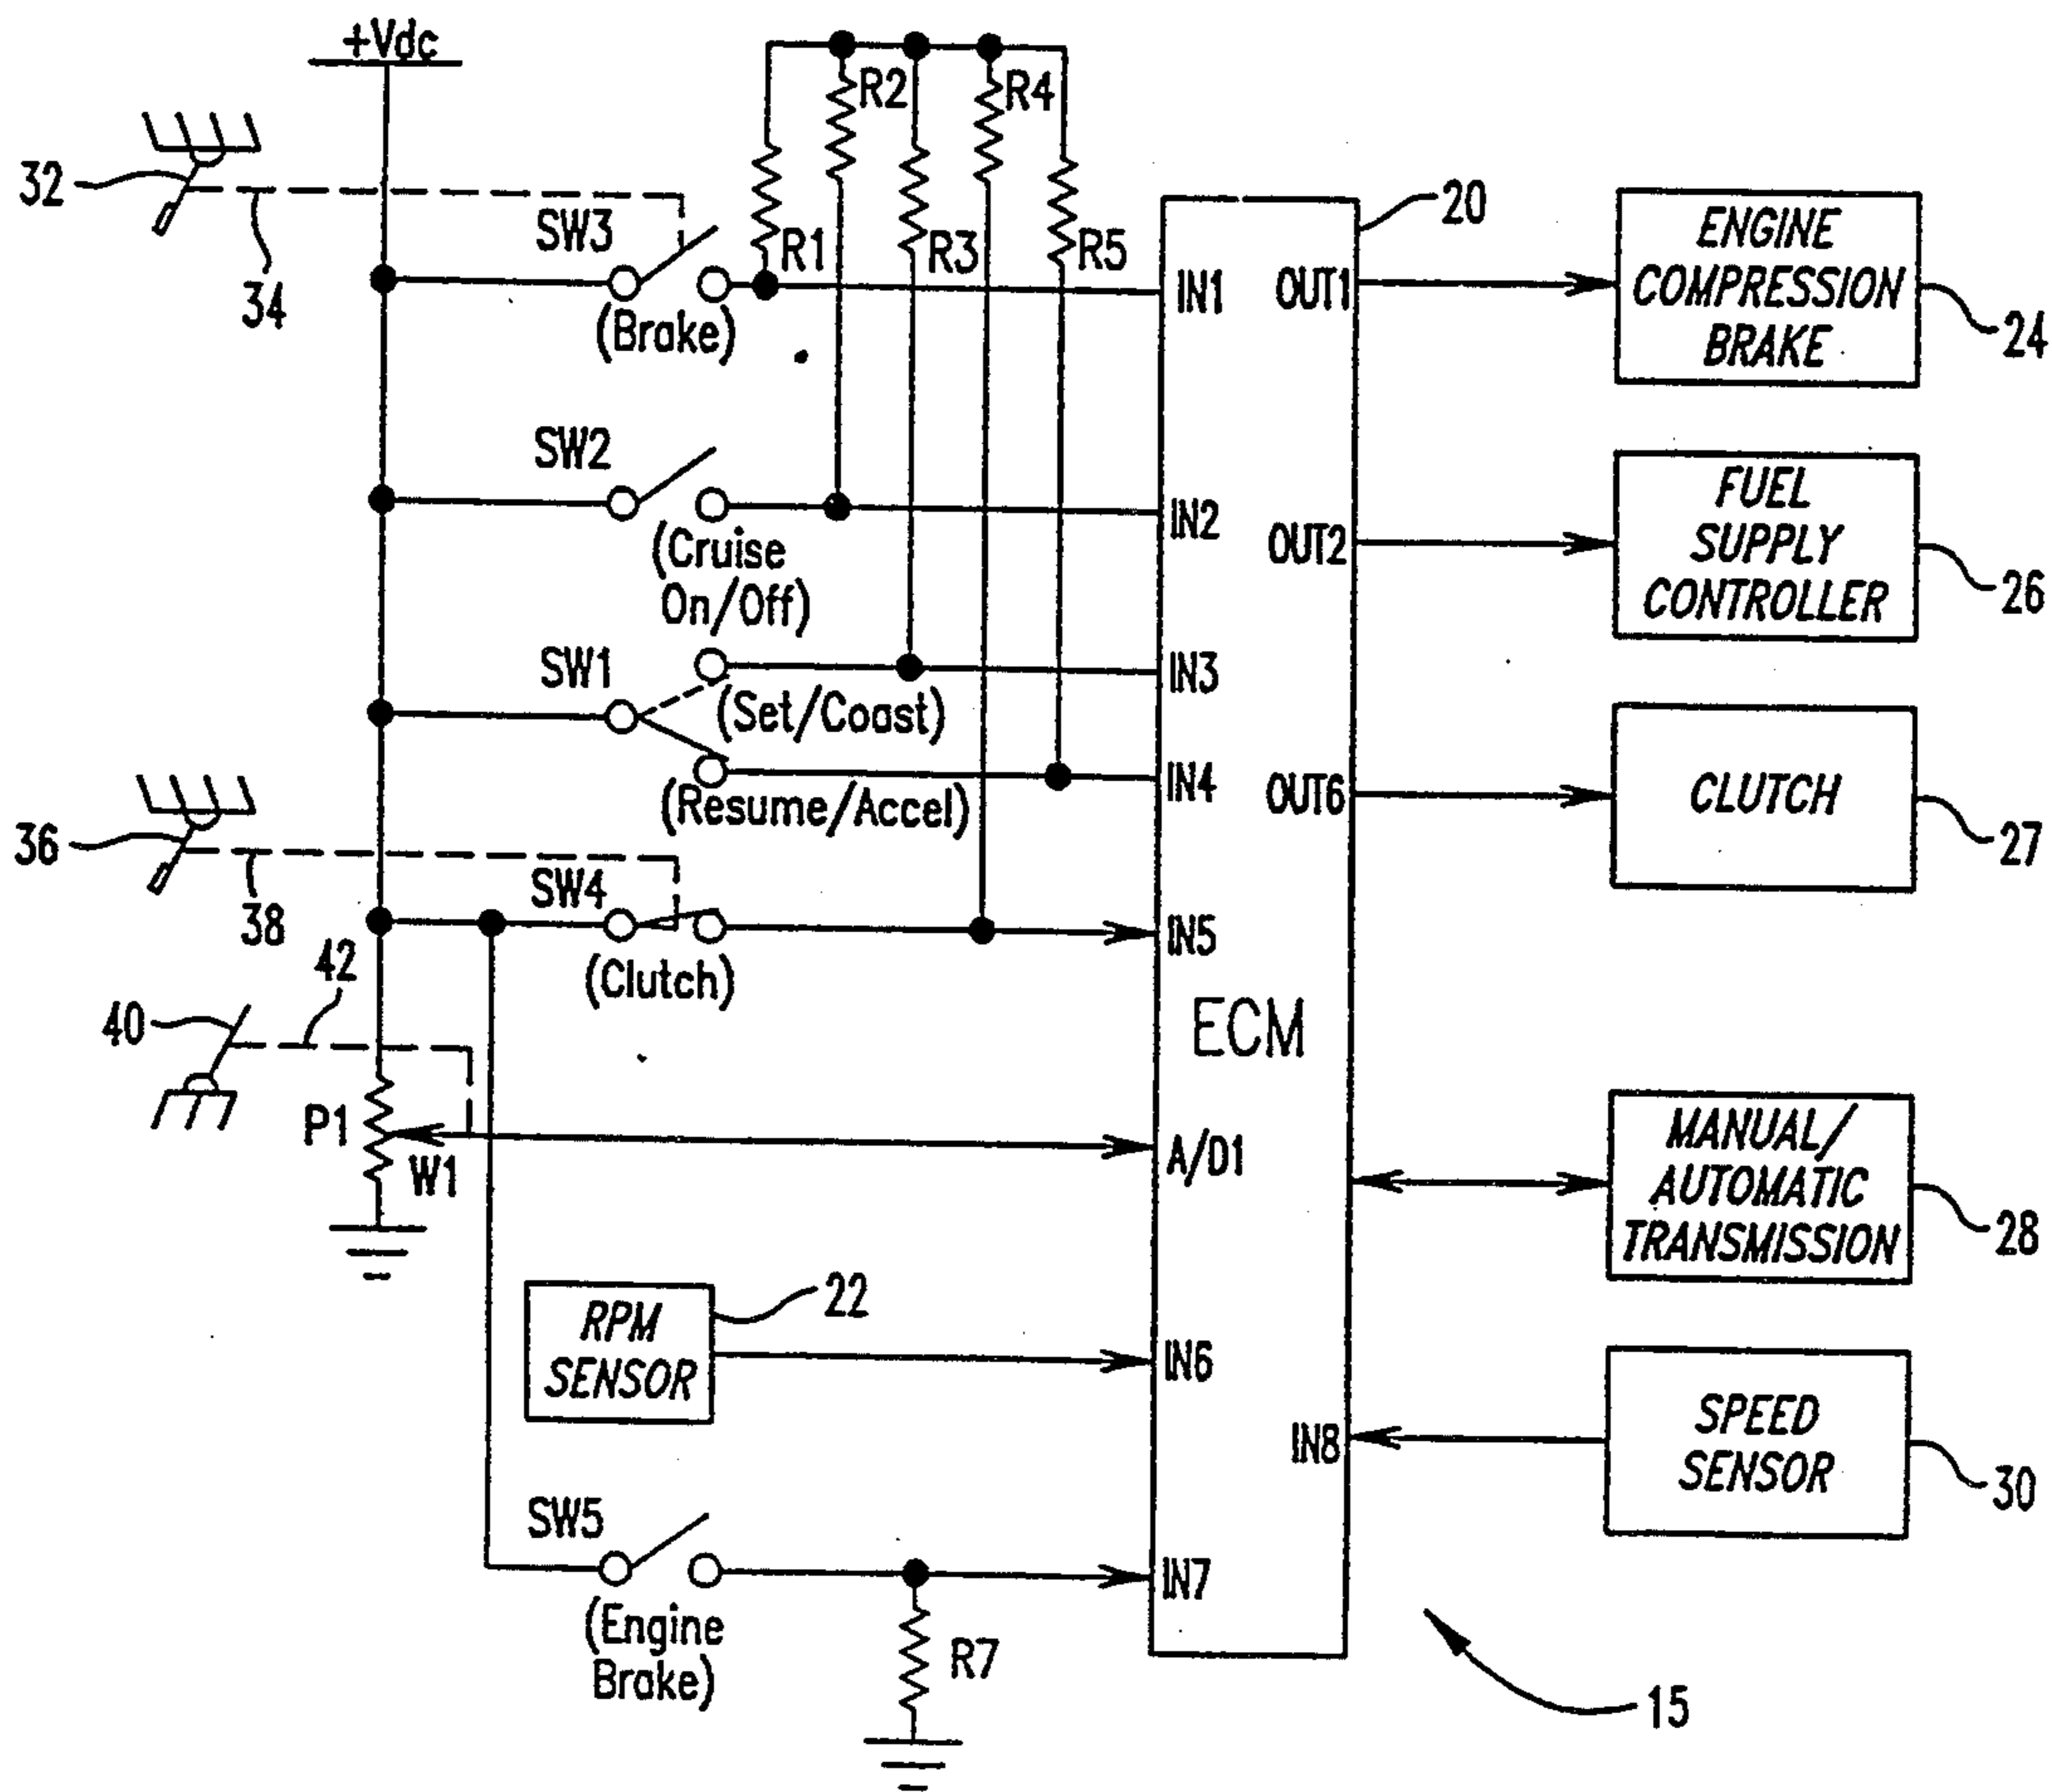 +Vdc
R2
R4
32
34
SW3
R1
R3
R5
(Brake)
IN1
OUT1
20
ENGINE
COMPRESSION
BRAKE
24
SW2
(Cruise
On/Off)
IN2
OUT2
FUEL
SUPPLY
CONTROLLER
26
SW1
(Set/Coast)
(Resume/Accel)
IN3
IN4
OUT6
CLUTCH
27
36
38
SW4
(Clutch)
IN5
ECM
40
42
P1
W1
A/D1
MANUAL/
AUTOMATIC
TRANSMISSION
28
RPM
SENSOR
22
IN6
IN8
SPEED
SENSOR
30
SW5
(Engine
Brake)
IN7
R7
15